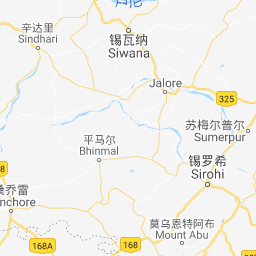 辛达里
Sindhari
锡瓦纳
Siwana
Jalore
325
苏梅尔普尔
Sumerpur
平马尔
Bhinmal
锡罗希
Sirohi
桑乔雷
nchore
莫乌恩特阿布
Mount Abu
168A
168